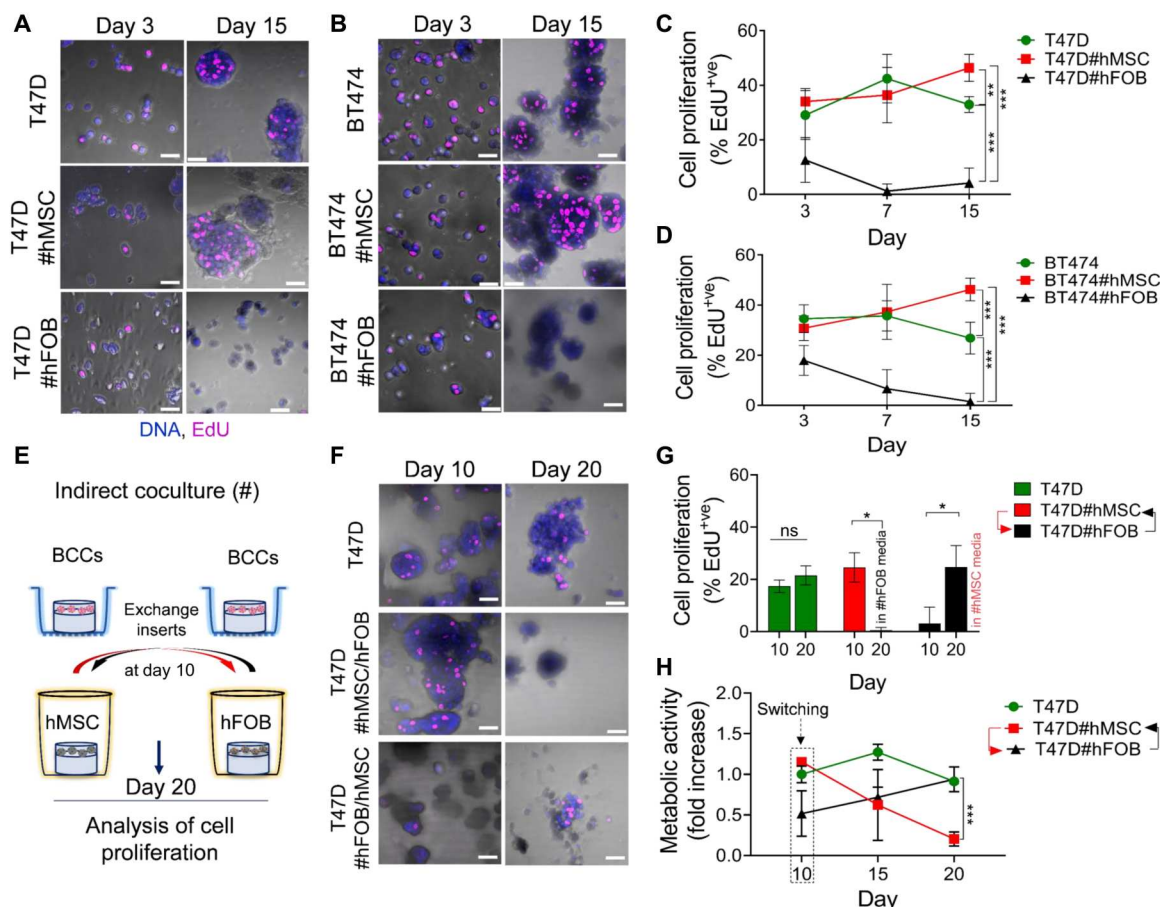 A
Day 3
Day 15
T47D
T47D
#hMSC
T47D
#hFOB
DNA, EdU
B
Day 3
Day 15
BT474
BT474
#hMSC
BT474
#hFOB
C
Cell proliferation
(% EdU+ve)
60
40
20
0
3
7
15
Day
T47D
T47D#hMSC
T47D#hFOB
**
***
***
D
Cell proliferation
(% EdU+ve)
60
40
20
0
3
7
15
Day
BT474
BT474#hMSC
BT474#hFOB
***
***
***
E
Indirect coculture (#)
BCCs
BCCs
Exchange
inserts
at day 10
hMSC
hFOB
Day 20
Analysis of cell
proliferation
F
Day 10
Day 20
T47D
T47D
#hMSC/hFOB
T47D
#hFOB/hMSC
G
Cell proliferation
(% EdU+ve)
60
40
20
0
ns
*
*
in #hFOB media
in #hMSC media
10
20
10
20
10
20
Day
T47D
T47D#hMSC
T47D#hFOB
H
Metabolic activity
(fold increase)
2.0
1.5
1.0
0.5
0.0
Switching
10
15
20
Day
T47D
T47D#hMSC
T47D#hFOB
***